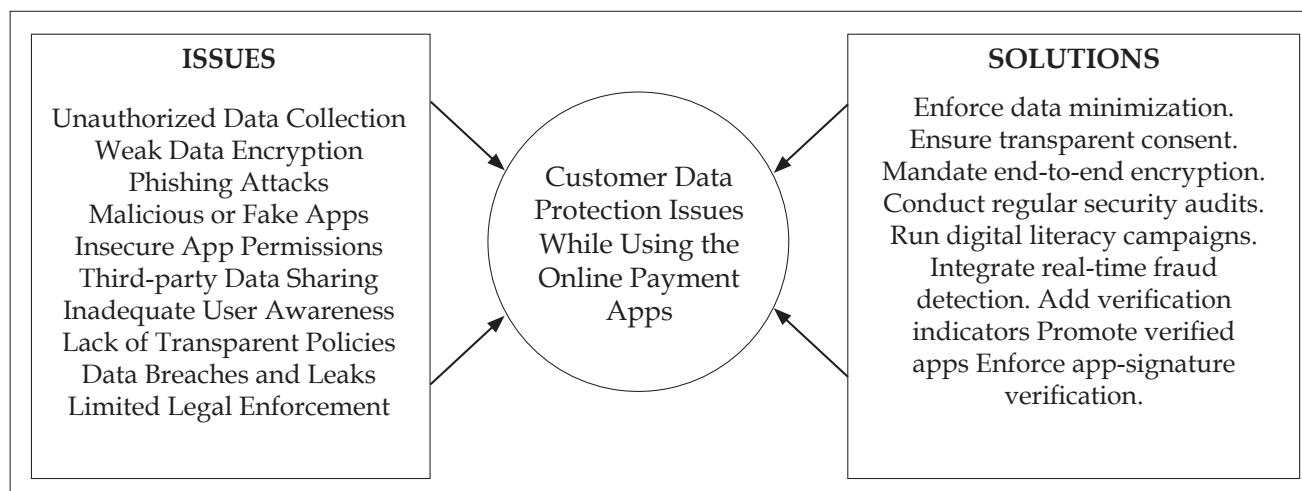 ISSUES
Unauthorized Data Collection
Weak Data Encryption
Phishing Attacks
Malicious or Fake Apps
Insecure App Permissions
Third-party Data Sharing
Inadequate User Awareness
Lack of Transparent Policies
Data Breaches and Leaks
Limited Legal Enforcement
Customer Data
Protection Issues
While Using the
Online Payment
Apps
SOLUTIONS
Enforce data minimization.
Ensure transparent consent.
Mandate end-to-end encryption.
Conduct regular security audits.
Run digital literacy campaigns.
Integrate real-time fraud
detection. Add verification
indicators Promote verified
apps Enforce app-signature
verification.